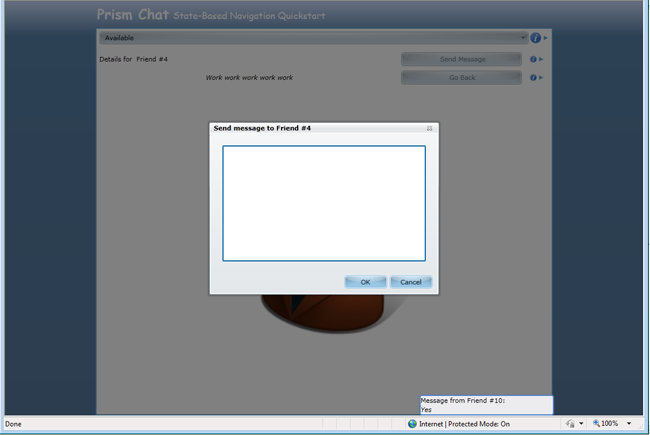 Prism Chat State-Based Navigation Quickstart
Available
Details for Friend #4
Send Message
Work work work work work
Go Back
Send message to Friend #4
OK
Cancel
Message from Friend #10:
Yes
Done
Internet | Protected Mode: On
100%